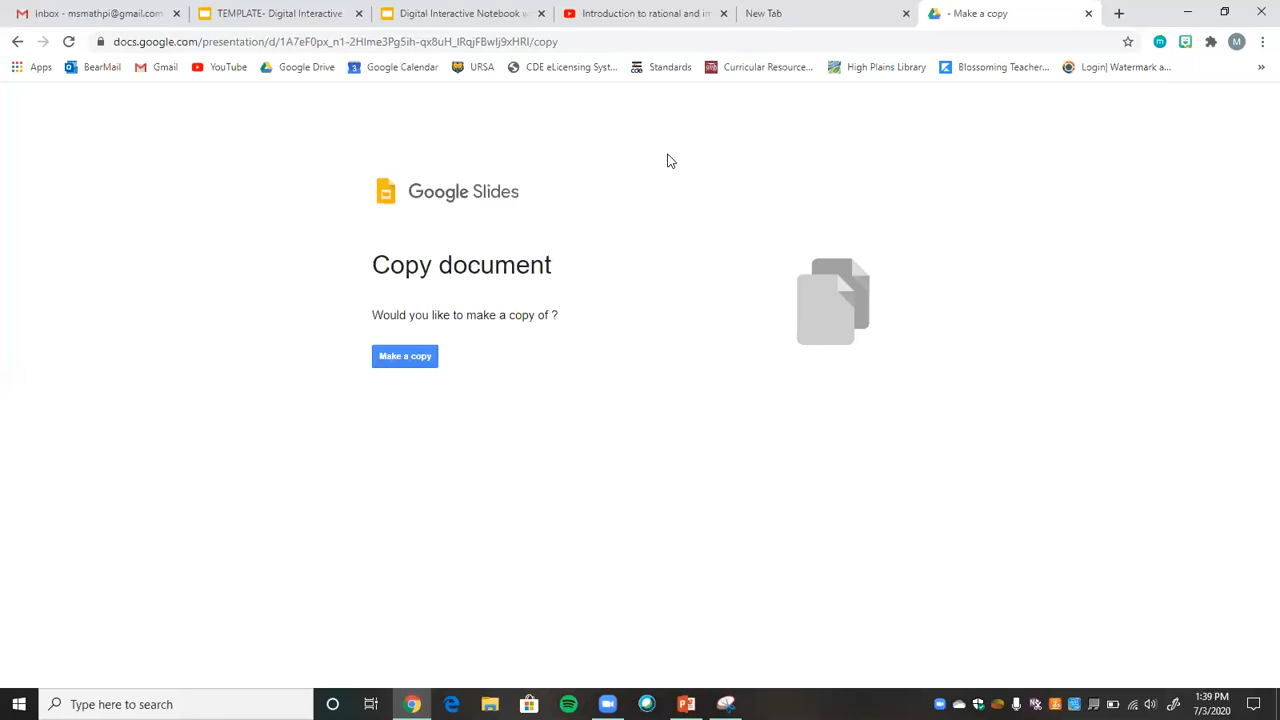 Inbox - msmathpi@gmail.com
TEMPLATE- Digital Interactive
Digital Interactive Notebook w
Introduction to rational and im
New Tab
- Make a copy
docs.google.com/presentation/d/1A7eF0px_n1-2HIme3Pg5ih-qx8uH_lRqjFBwlj9xHRI/copy
M
Apps
BearMail
Gmail
YouTube
Google Drive
Google Calendar
URSA
CDE eLicensing Syst...
Standards
Curricular Resource...
High Plains Library
Blossoming Teacher...
Login| Watermark a...
Google Slides
Copy document
Would you like to make a copy of ?
Make a copy
Type here to search
1:39 PM
7/3/2020